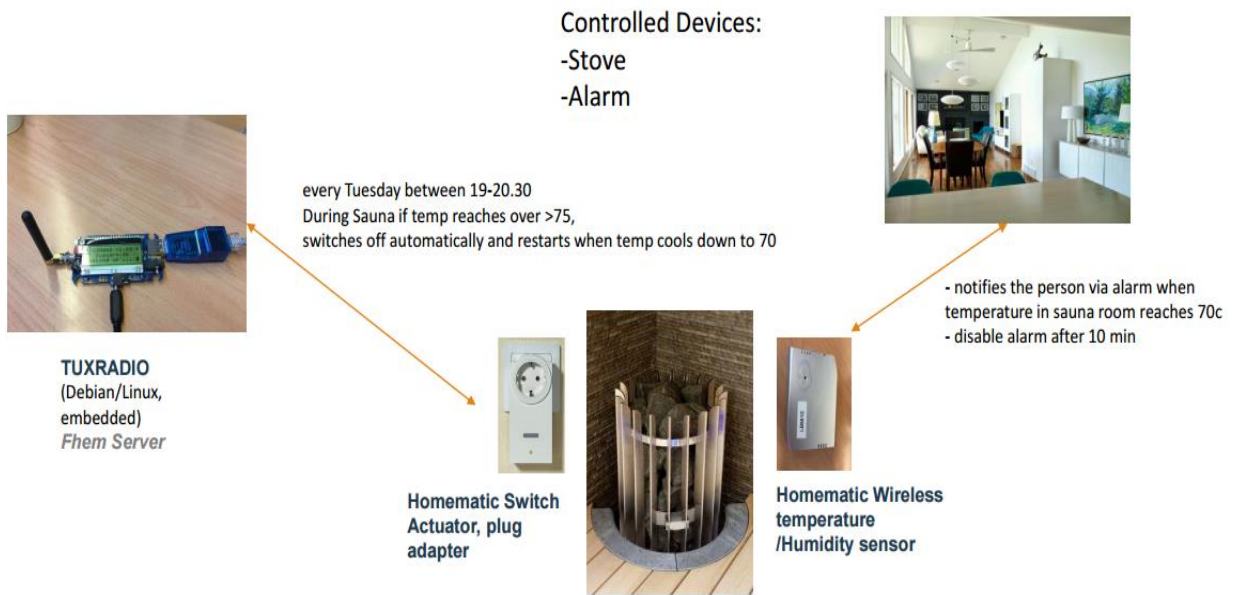 Controlled Devices:
-Stove
-Alarm
every Tuesday between 19-20.30
During Sauna if temp reaches over >75,
switches off automatically and restarts when temp cools down to 70
- notifies the person via alarm when
temperature in sauna room reaches 70c
- disable alarm after 10 min
TUXRADIO
(Debian/Linux,
embedded)
Fhem Server
Homematic Switch
Actuator, plug
adapter
Homematic Wireless
temperature
/Humidity sensor